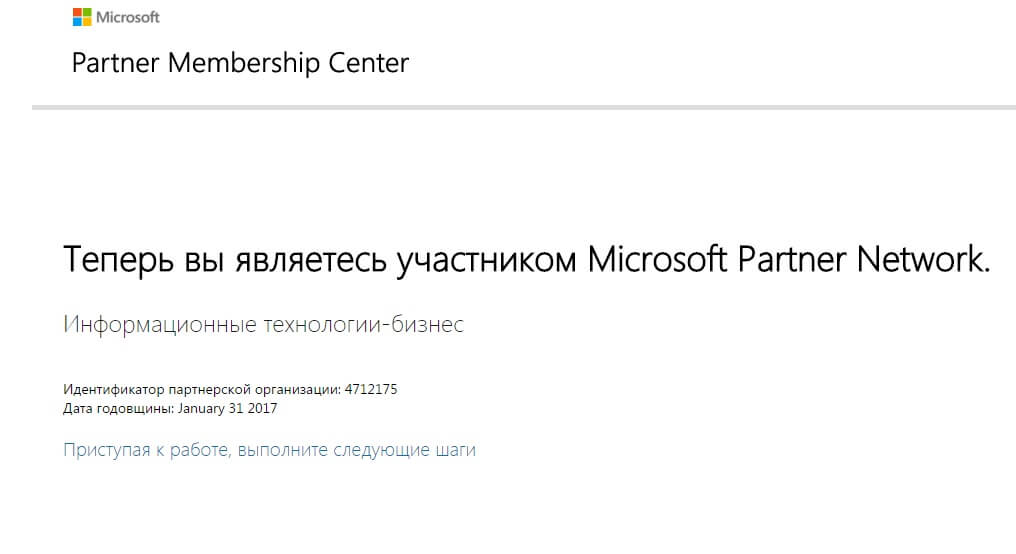 Microsoft
Partner Membership Center
Теперь вы являетесь участником Microsoft Partner Network.
Информационные технологии-бизнес
Идентификатор партнерской организации: 4712175
Дата годовщины: January 31 2017
Приступая к работе, выполните следующие шаги